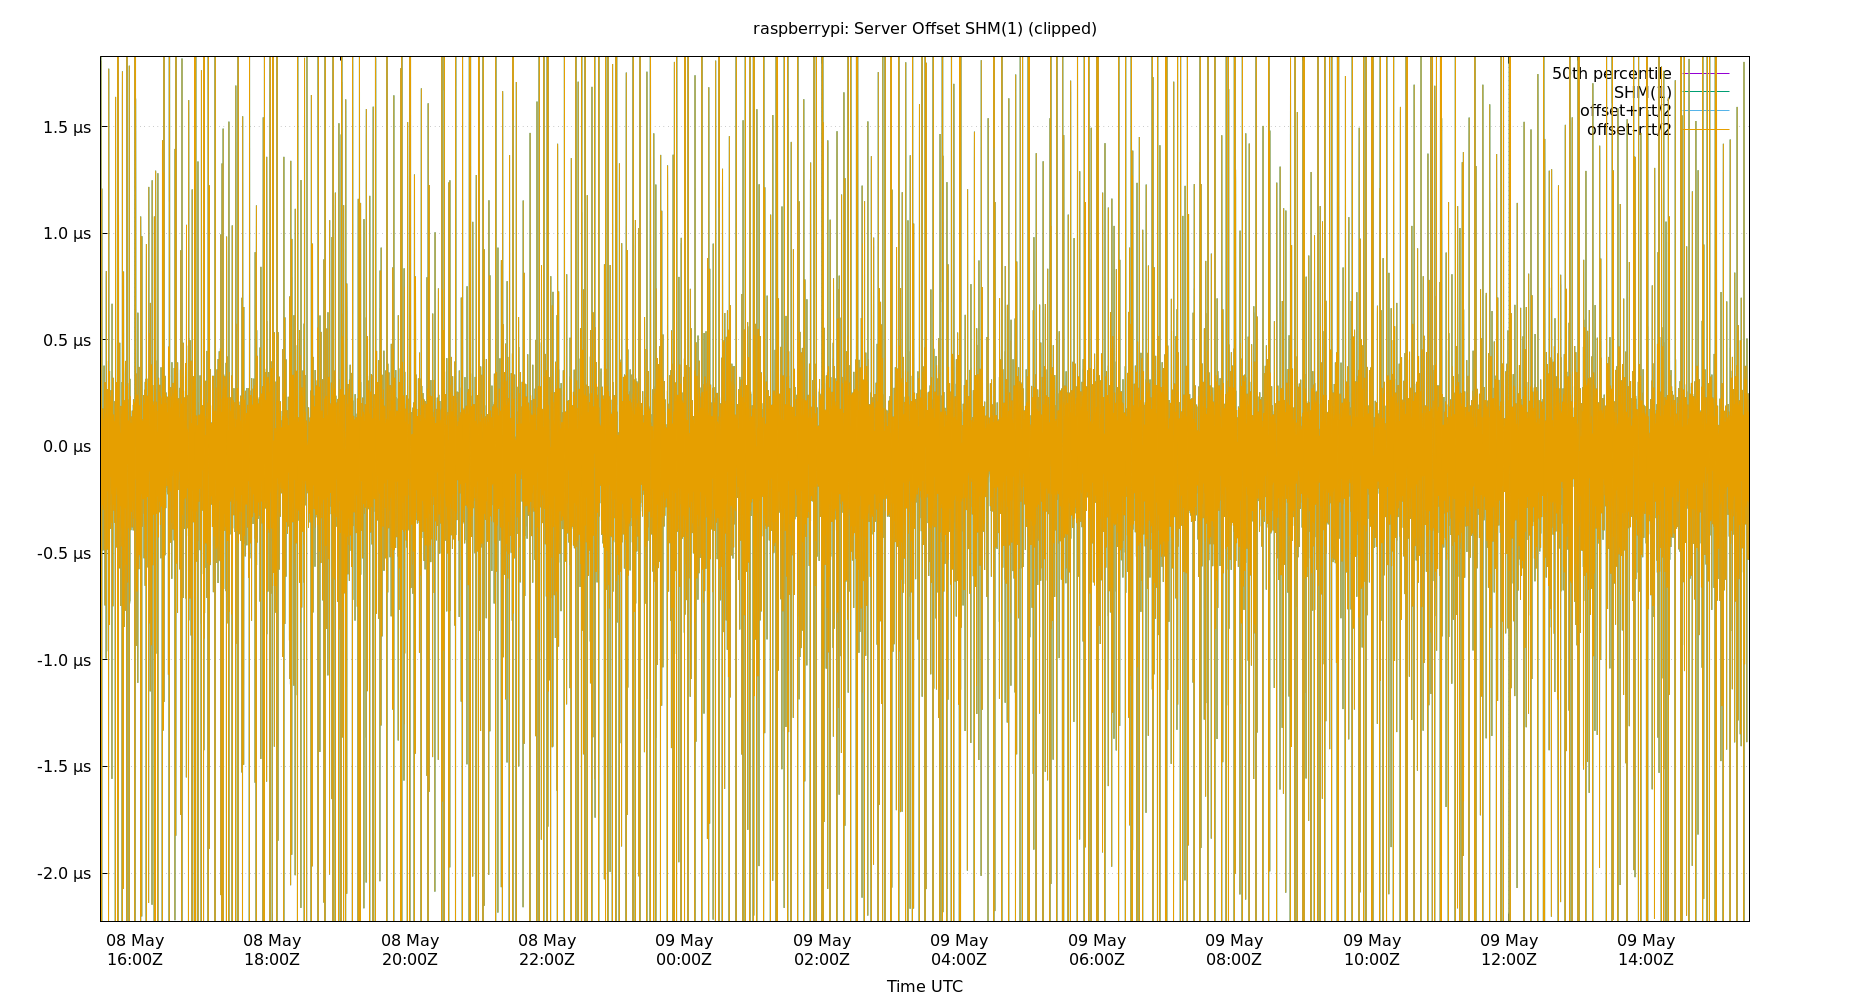 raspberrypi: Server Offset SHM(1) (clipped)
50th percentile
SHM(1)
offset+rtt/2
offset-rtt/2
1.5 µs
1.0 µs
0.5 µs
0.0 µs
-0.5 µs
-1.0 µs
-1.5 µs
-2.0 µs
08 May 08 May 08 May 08 May 09 May 09 May 09 May 09 May 09 May 09 May 09 May 09 May
16:00Z 18:00Z 20:00Z 22:00Z 00:00Z 02:00Z 04:00Z 06:00Z 08:00Z 10:00Z 12:00Z 14:00Z
Time UTC